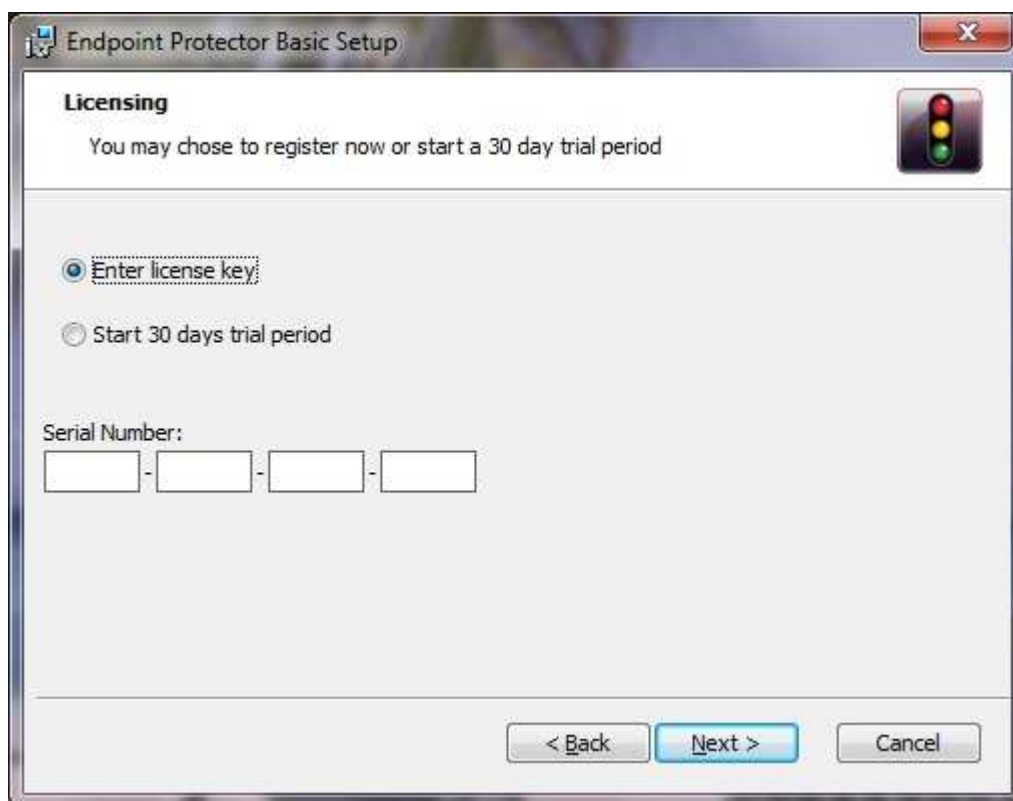 Endpoint Protector Basic Setup
Licensing
You may chose to register now or start a 30 day trial period
Enter license key
Start 30 days trial period
Serial Number:
- - -
< Back Next > Cancel